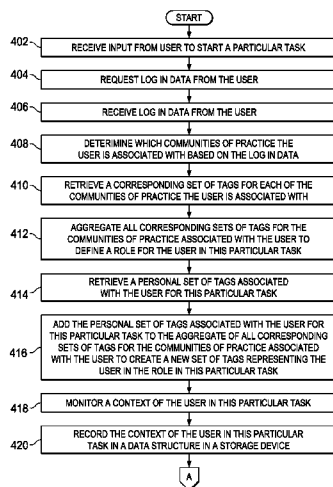 START
402
RECEIVE INPUT FROM USER TO START A PARTICULAR TASK
404
REQUEST LOG IN DATA FROM THE USER
406
RECEIVE LOG IN DATA FROM THE USER
408
DETERMINE WHICH COMMUNITIES OF PRACTICE THE
USER IS ASSOCIATED WITH BASED ON THE LOG IN DATA
410
RETRIEVE A CORRESPONDING SET OF TAGS FOR EACH OF THE
COMMUNITIES OF PRACTICE THE USER IS ASSOCIATED WITH
412
AGGREGATE ALL CORRESPONDING SETS OF TAGS FOR THE
COMMUNITIES OF PRACTICE ASSOCIATED WITH THE USER TO
DEFINE A ROLE FOR THE USER IN THIS PARTICULAR TASK
414
RETRIEVE A PERSONAL SET OF TAGS ASSOCIATED
WITH THE USER FOR THIS PARTICULAR TASK
416
ADD THE PERSONAL SET OF TAGS ASSOCIATED WITH THE USER FOR
THIS PARTICULAR TASK TO THE AGGREGATE OF ALL CORRESPONDING
SETS OF TAGS FOR THE COMMUNITIES OF PRACTICE ASSOCIATED
WITH THE USER TO CREATE A NEW SET OF TAGS REPRESENTING THE
USER IN THE ROLE IN THIS PARTICULAR TASK
418
MONITOR A CONTEXT OF THE USER IN THIS PARTICULAR TASK
420
RECORD THE CONTEXT OF THE USER IN THIS PARTICULAR
TASK IN A DATA STRUCTURE IN A STORAGE DEVICE
A